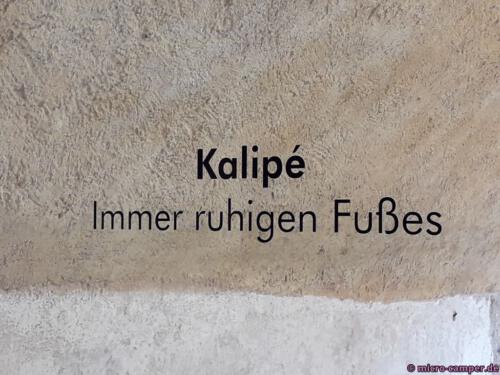 Kalipé
Immer ruhigen Fußes
© micro-camper.de